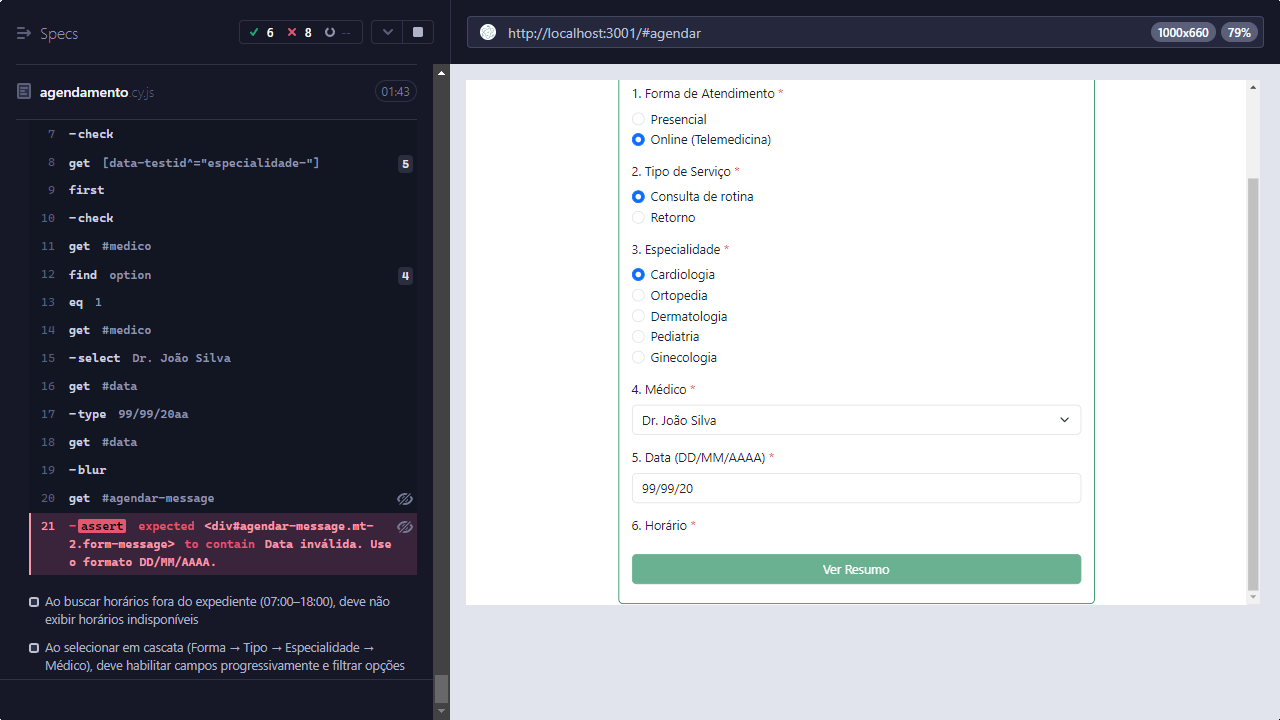 Specs
6
8
--
agendamento.cy.js
01:43
7 -check
8 get [data-testid^="especialidade-"] 5
9 first
10 -check
11 get #medico
12 find option 4
13 eq 1
14 get #medico
15 -select Dr. João Silva
16 get #data
17 -type 99/99/20aa
18 get #data
19 -blur
20 get #agendar-message
21 -assert expected <div#agendar-message.mt-
2.form-message> to contain Data inválida. Use
o formato DD/MM/AAAA.
Ao buscar horários fora do expediente (07:00–18:00), deve não
exibir horários indisponíveis
Ao selecionar em cascata (Forma → Tipo → Especialidade →
Médico), deve habilitar campos progressivamente e filtrar opções
http://localhost:3001/#agendar
1000x660
79%
1. Forma de Atendimento *
Presencial
Online (Telemedicina)
2. Tipo de Serviço *
Consulta de rotina
Retorno
3. Especialidade *
Cardiologia
Ortopedia
Dermatologia
Pediatria
Ginecologia
4. Médico *
Dr. João Silva
5. Data (DD/MM/AAAA) *
99/99/20
6. Horário *
Ver Resumo